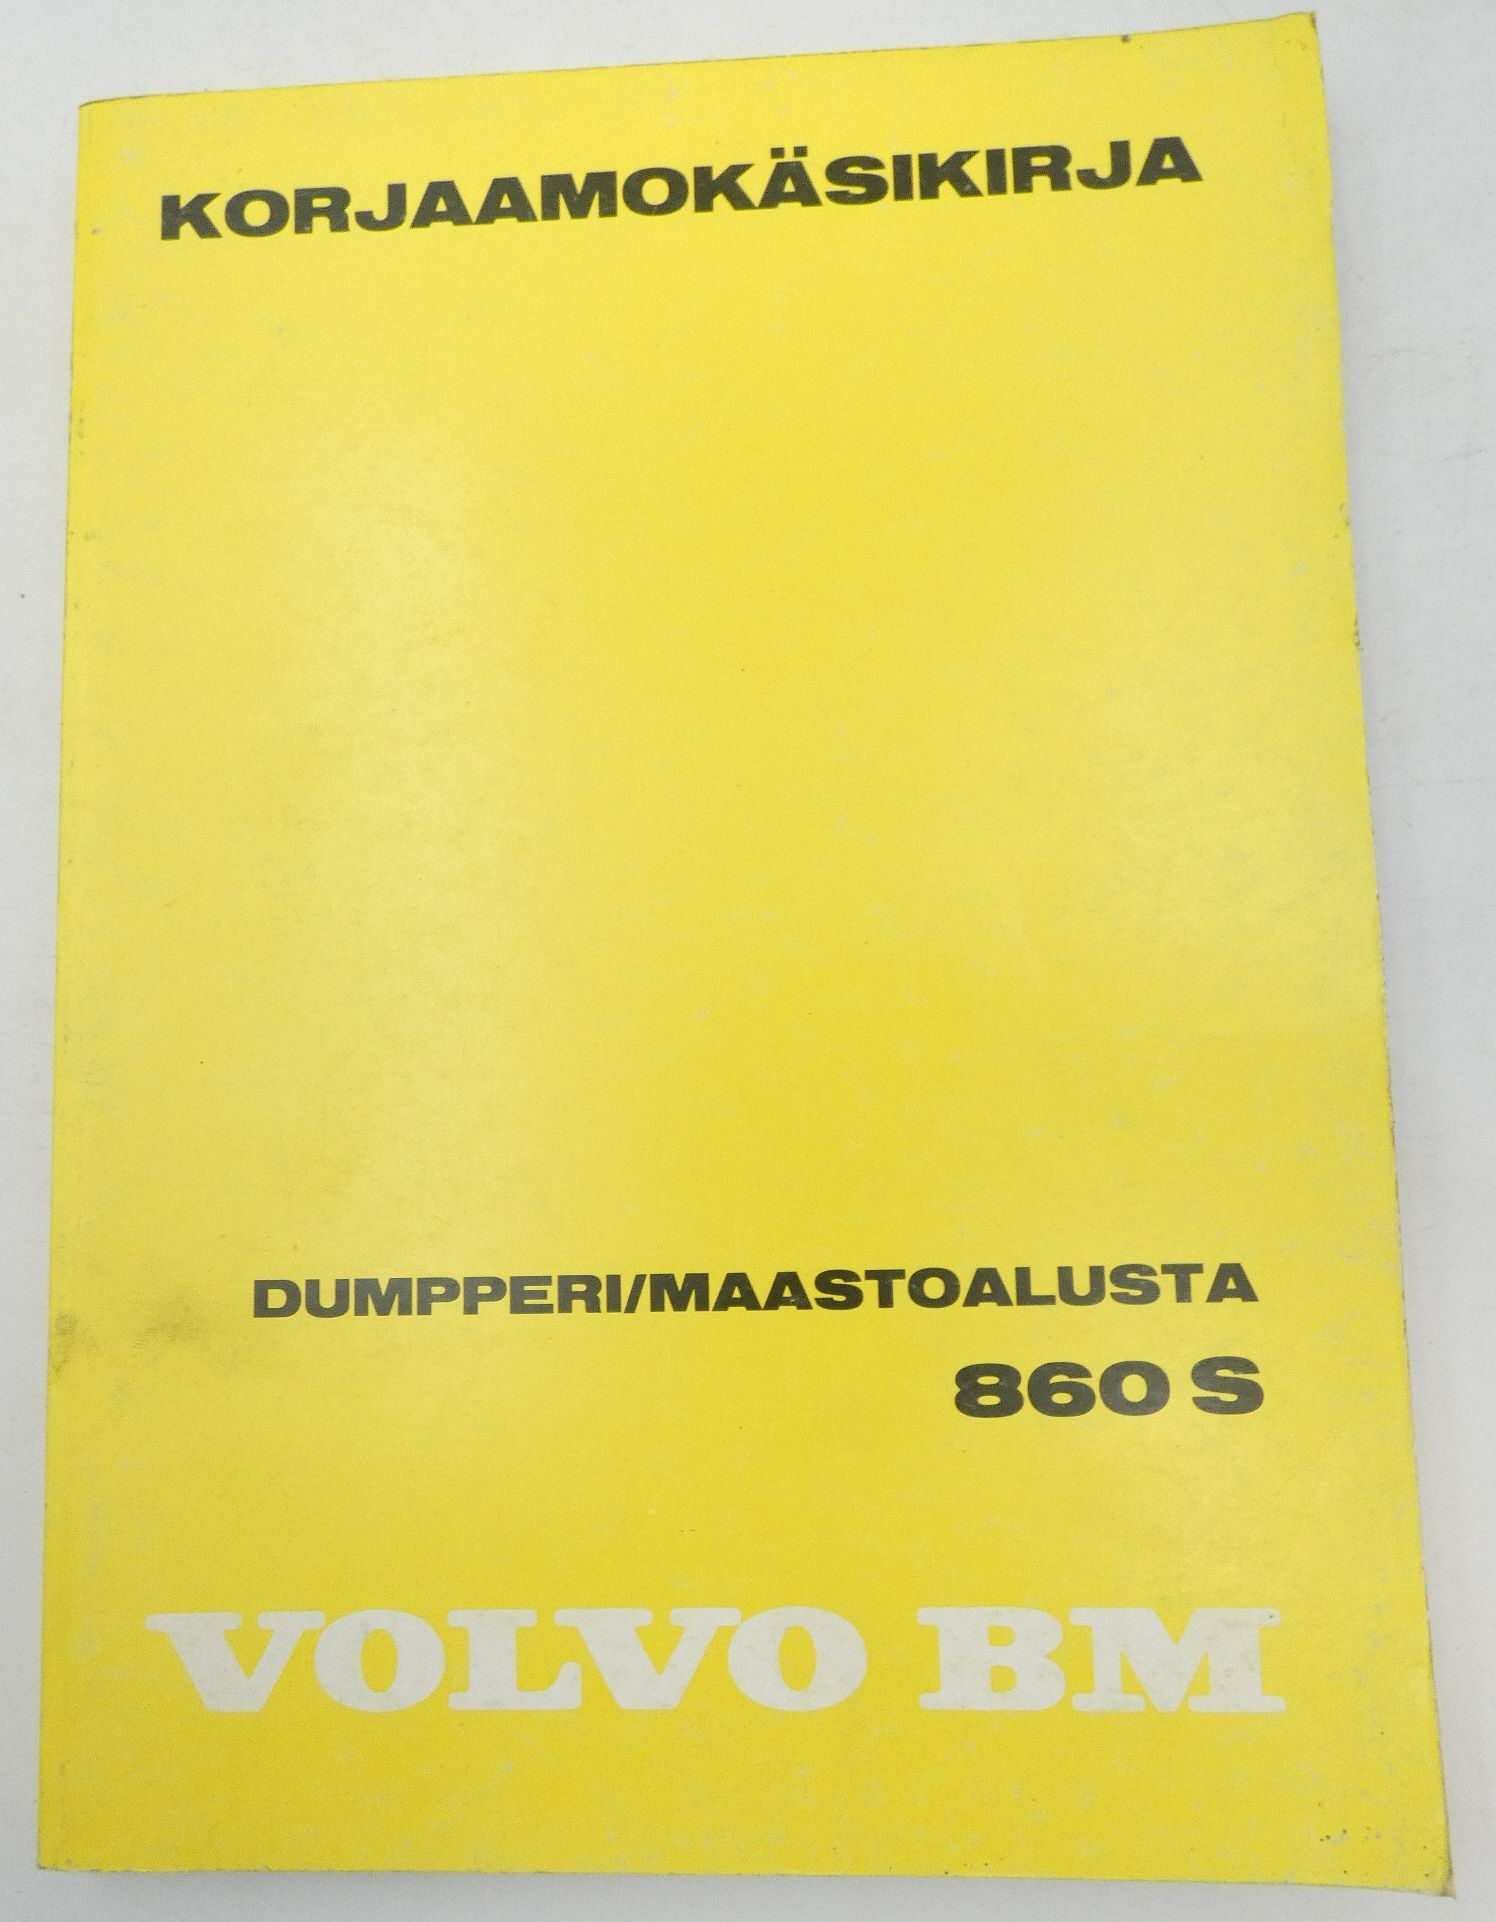 KORJAAMOKÄSIKIRJA
DUMPPERI/MAASTOALUSTA
860 S
VOLVO BM